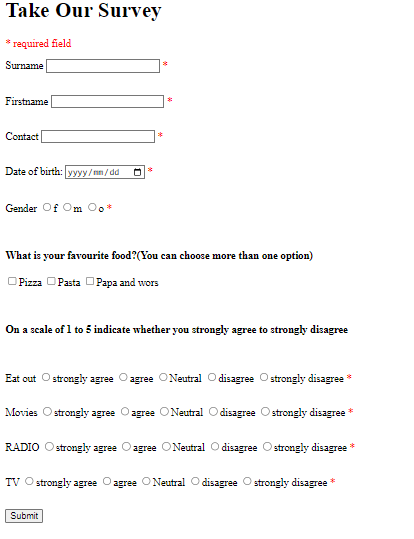 Take Our Survey
* required field
Surname *
Firstname *
Contact *
Date of birth: yyyy/mm/dd *
Gender f m o *
What is your favourite food?(You can choose more than one option)
Pizza Pasta Papa and wors
On a scale of 1 to 5 indicate whether you strongly agree to strongly disagree
Eat out strongly agree agree Neutral disagree strongly disagree *
Movies strongly agree agree Neutral disagree strongly disagree *
RADIO strongly agree agree Neutral disagree strongly disagree *
TV strongly agree agree Neutral disagree strongly disagree *
Submit